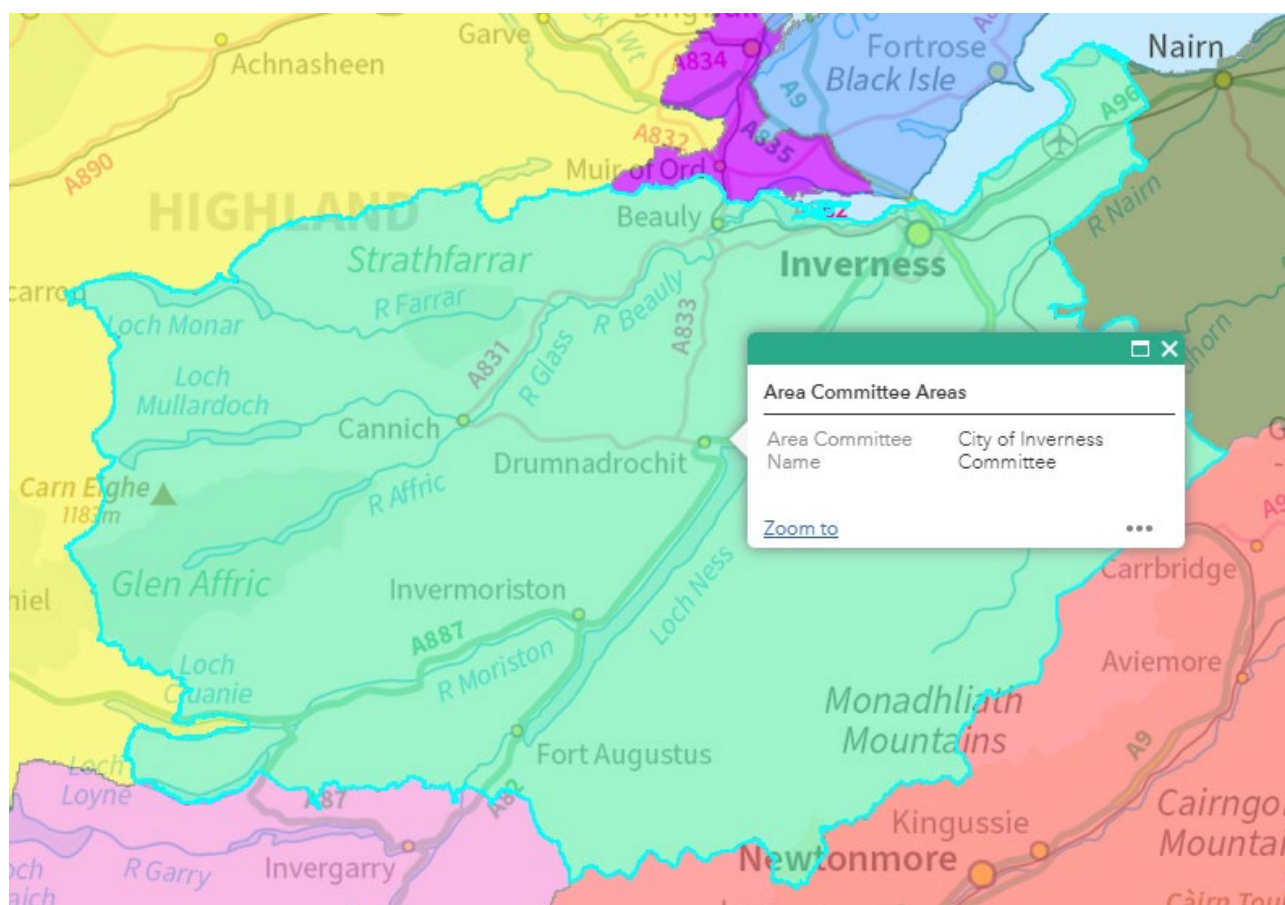 Garve
Fortrose
Nairn
Achnasheen
A834
A9
Black Isle
A96
A832
A835
A890
Muir of Ord
HIGHLAND
Beauly
R Nairn
Strathfarrar
Inverness
R Farrar
R Beauly
Loch Monar
A833
A831
R Glass
Loch
Mullardoch
Cannich
Drumnadrochit
Area Committee Areas
Area Committee
Name
City of Inverness
Committee
Zoom to
Carn Eighe
1183m
R Affric
Glen Affric
Invermoriston
Loch Ness
Carrbridge
A887
R Moriston
Loch
Cluanie
Aviemore
Monadhliath
Mountains
A9
Fort Augustus
Loch
Loyne
A87
A82
Kingussie
Newtonmore
R Garry
Invergarry